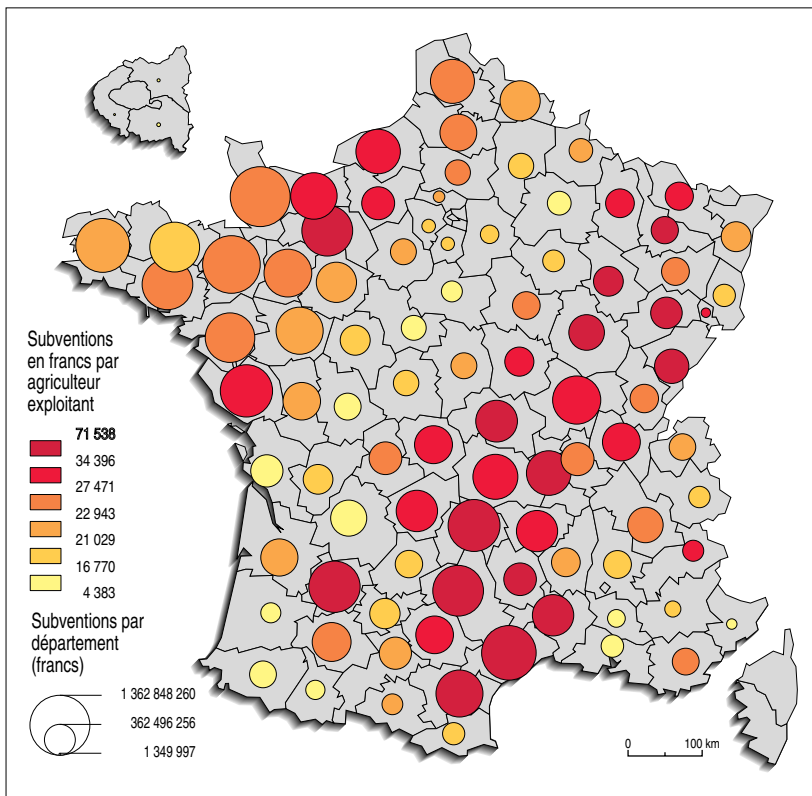 Subventions
en francs par
agriculteur
exploitant
71 538
34 396
27 471
22 943
21 029
16 770
4 383
Subventions par
département
(francs)
1 362 848 260
362 496 256
1 349 997
0 100 km